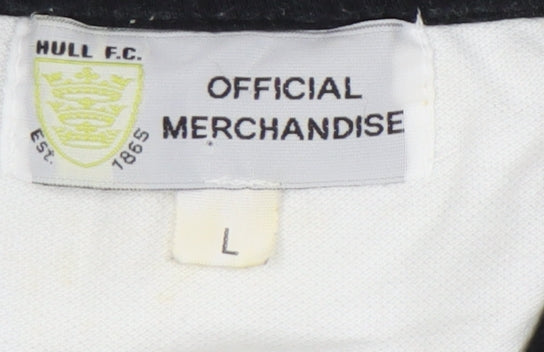 HULL F.C.
Est. 1865
OFFICIAL
MERCHANDISE
L